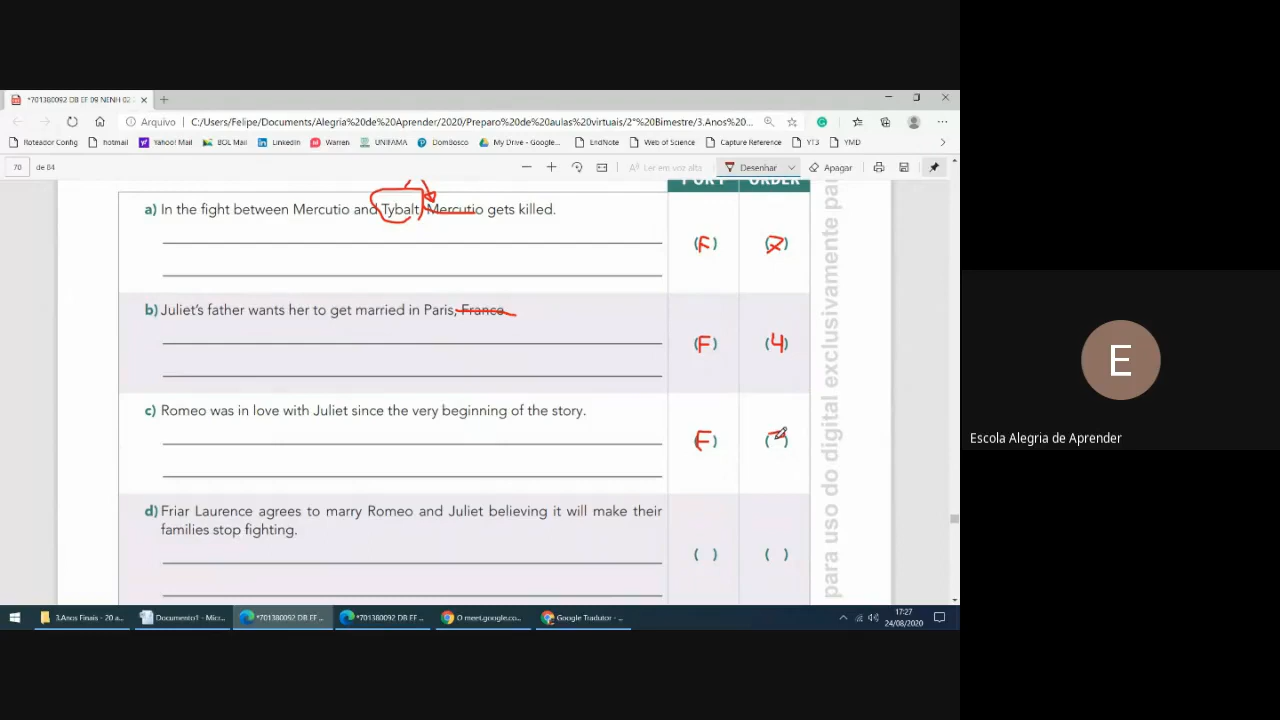 *701380092 DB EF 09 NENH 02
Arquivo C:/Users/Felipe/Documents/Alegria%20de%20Aprender/2020/Preparo%20de%20aulas%20virtuais/2°%20Bimestre/3.Anos%20...
Roteador Config hotmail Yahoo! Mail BOL Mail LinkedIn Warren UNIFAMA DomBosco My Drive - Google... EndNote Web of Science Capture Reference YT3 YMD
70 de 84 Ler em voz alta Desenhar Apagar
ORDER
a) In the fight between Mercutio and Tybalt, Mercutio gets killed.
(F)
b) Juliet's father wants her to get married in Paris, France.
(F) (4)
c) Romeo was in love with Juliet since the very beginning of the story.
(F)
d) Friar Laurence agrees to marry Romeo and Juliet believing it will make their
families stop fighting.
( ) ( )
para uso do digital exclusivamente
E
Escola Alegria de Aprender
3.Anos Finais - 20 a... Documento1 - Micr... *701380092 DB EF ... *701380092 DB EF ... O meet.google.co... Google Tradutor - ...
17:27
24/08/2020